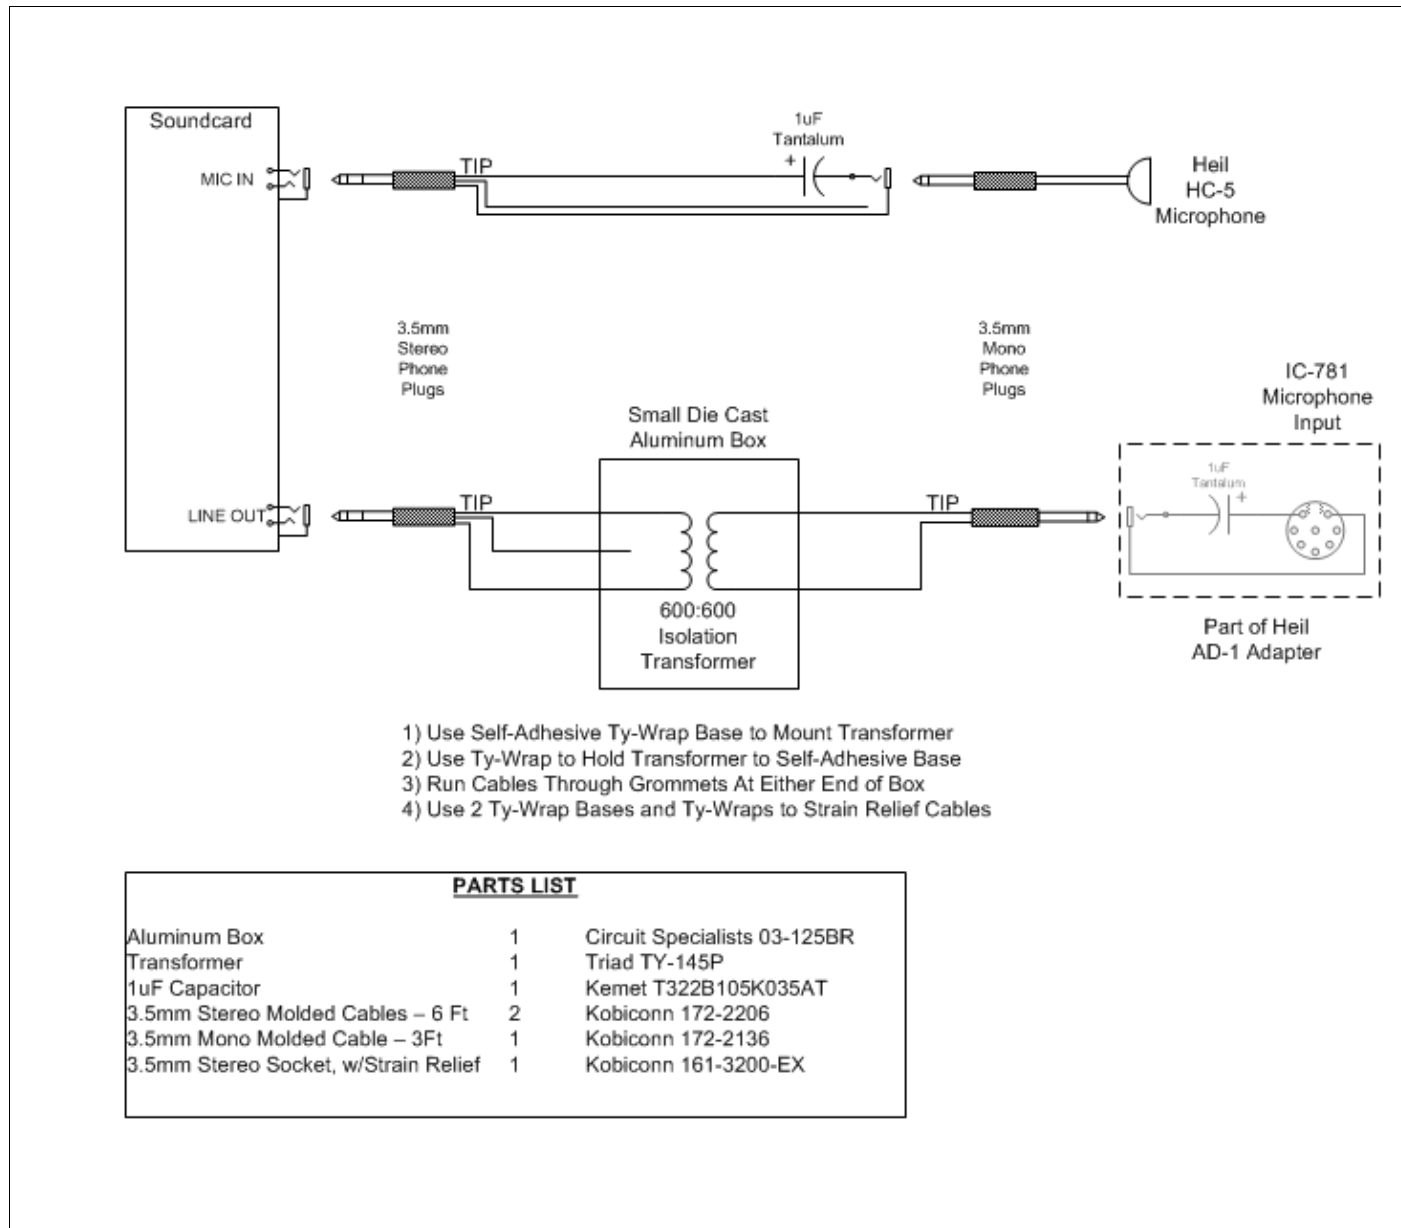 Soundcard
MIC IN
TIP
1uF
Tantalum
+
Heil
HC-5
Microphone
3.5mm
Stereo
Phone
Plugs
3.5mm
Mono
Phone
Plugs
IC-781
Microphone
Input
Small Die Cast
Aluminum Box
LINE OUT
TIP
TIP
1uF
Tantalum
+
600:600
Isolation
Transformer
Part of Heil
AD-1 Adapter
1) Use Self-Adhesive Ty-Wrap Base to Mount Transformer
2) Use Ty-Wrap to Hold Transformer to Self-Adhesive Base
3) Run Cables Through Grommets At Either End of Box
4) Use 2 Ty-Wrap Bases and Ty-Wraps to Strain Relief Cables
PARTS LIST
Aluminum Box 1 Circuit Specialists 03-125BR
Transformer 1 Triad TY-145P
1uF Capacitor 1 Kemet T322B105K035AT
3.5mm Stereo Molded Cables – 6 Ft 2 Kobiconn 172-2206
3.5mm Mono Molded Cable – 3Ft 1 Kobiconn 172-2136
3.5mm Stereo Socket, w/Strain Relief 1 Kobiconn 161-3200-EX